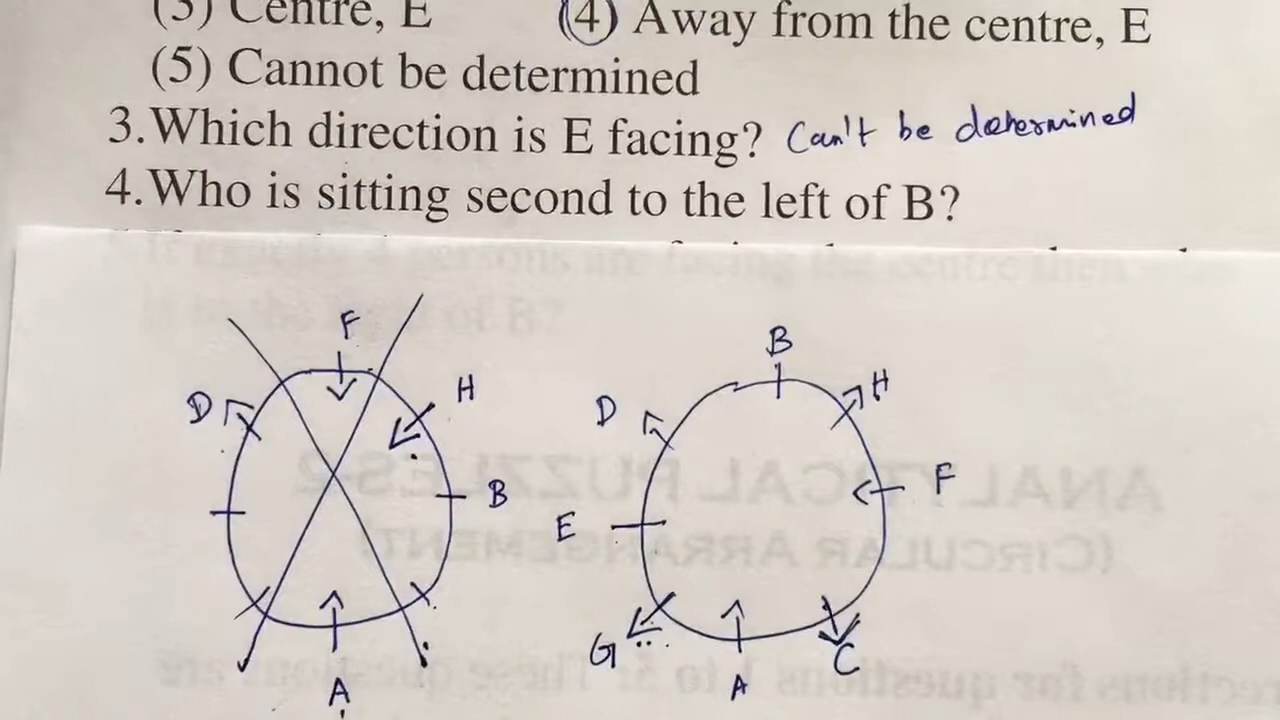 (3) Centre, E (4) Away from the centre, E
(5) Cannot be determined
3. Which direction is E facing? Can't be determined
4. Who is sitting second to the left of B?
F
D
H
B
A
B
D
H
F
E
G
A
C